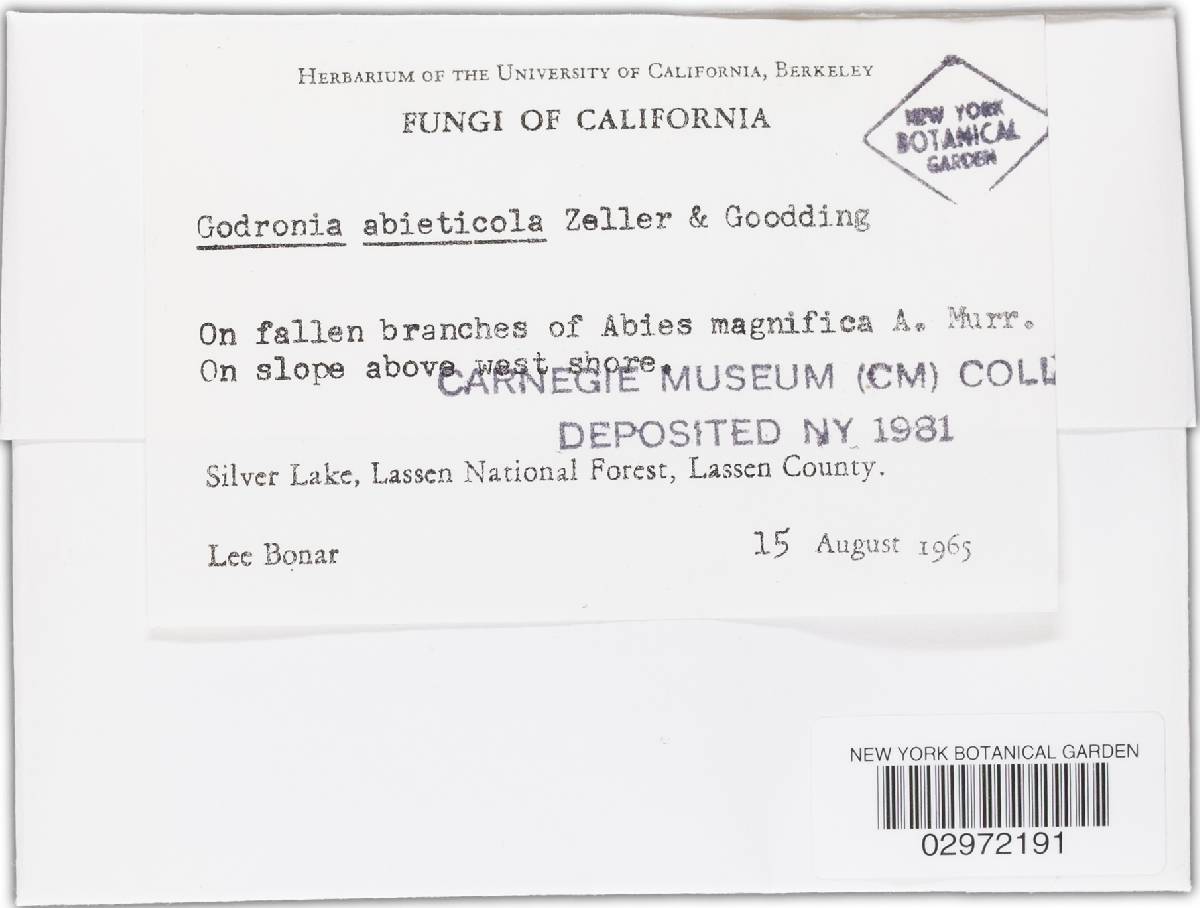 HERBARIUM OF THE UNIVERSITY OF CALIFORNIA, BERKELEY
FUNGI OF CALIFORNIA
NEW YORK
BOTANICAL
GARDEN
Godronia abieticola Zeller & Goodding
On fallen branches of Abies magnifica A. Murr.
On slope above west shore.
CARNEGIE MUSEUM (CM) COLL
DEPOSITED NY 1981
Silver Lake, Lassen National Forest, Lassen County.
Lee Bonar
15 August 1965
NEW YORK BOTANICAL GARDEN
02972191